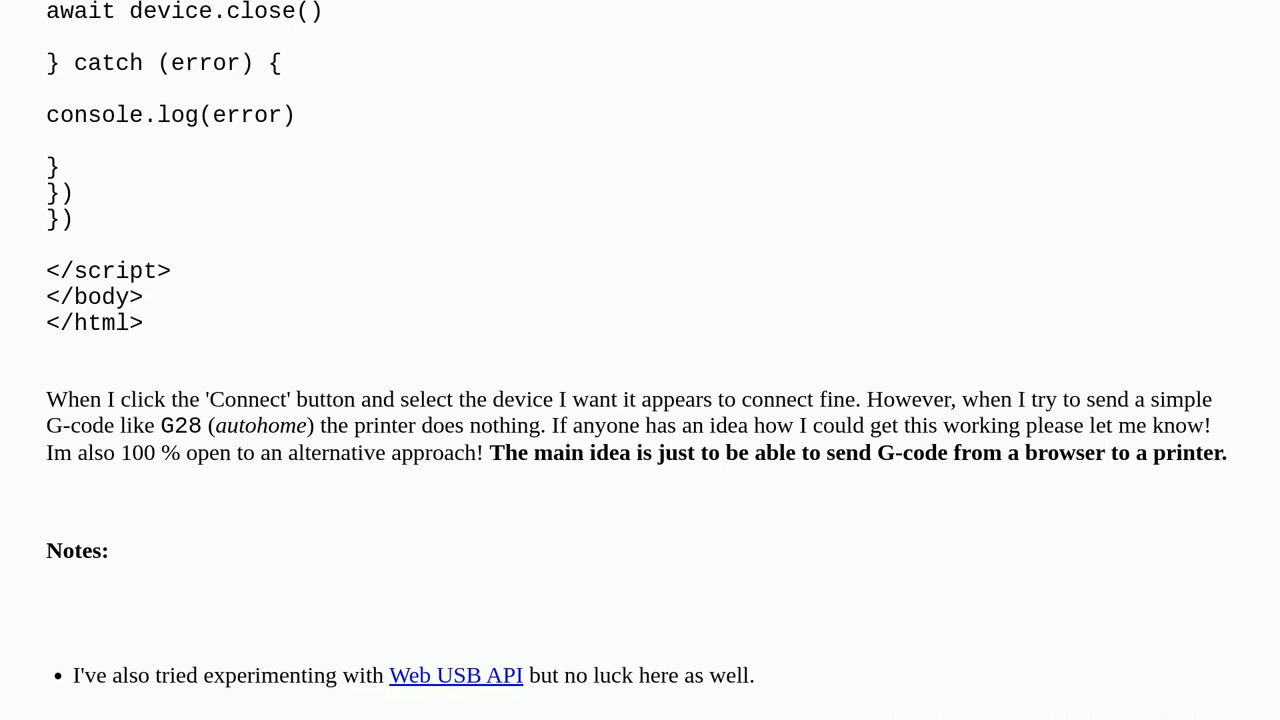 await device.close()
} catch (error) {
console.log(error)
}
})
})
</script>
</body>
</html>
When I click the 'Connect' button and select the device I want it appears to connect fine. However, when I try to send a simple
G-code like G28 (autohome) the printer does nothing. If anyone has an idea how I could get this working please let me know!
Im also 100 % open to an alternative approach! The main idea is just to be able to send G-code from a browser to a printer.
Notes:
• I've also tried experimenting with Web USB API but no luck here as well.